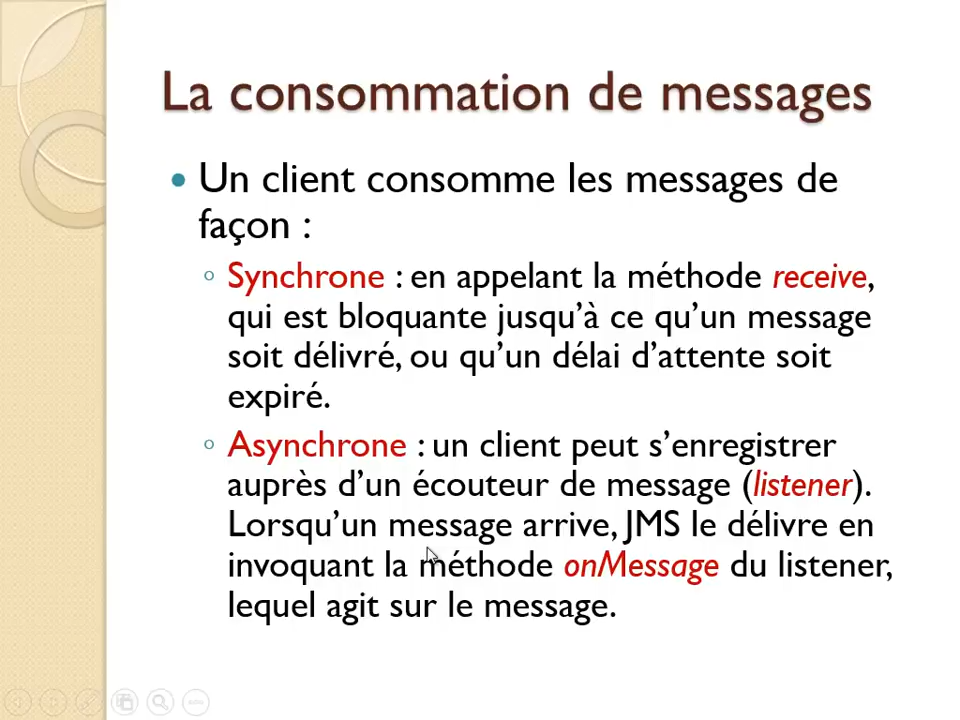 La consommation de messages
• Un client consomme les messages de
façon :
◦ Synchrone : en appelant la méthode receive,
qui est bloquante jusqu’à ce qu’un message
soit délivré, ou qu’un délai d’attente soit
expiré.
◦ Asynchrone : un client peut s’enregistrer
auprès d’un écouteur de message (listener).
Lorsqu’un message arrive, JMS le délivre en
invoquant la méthode onMessage du listener,
lequel agit sur le message.